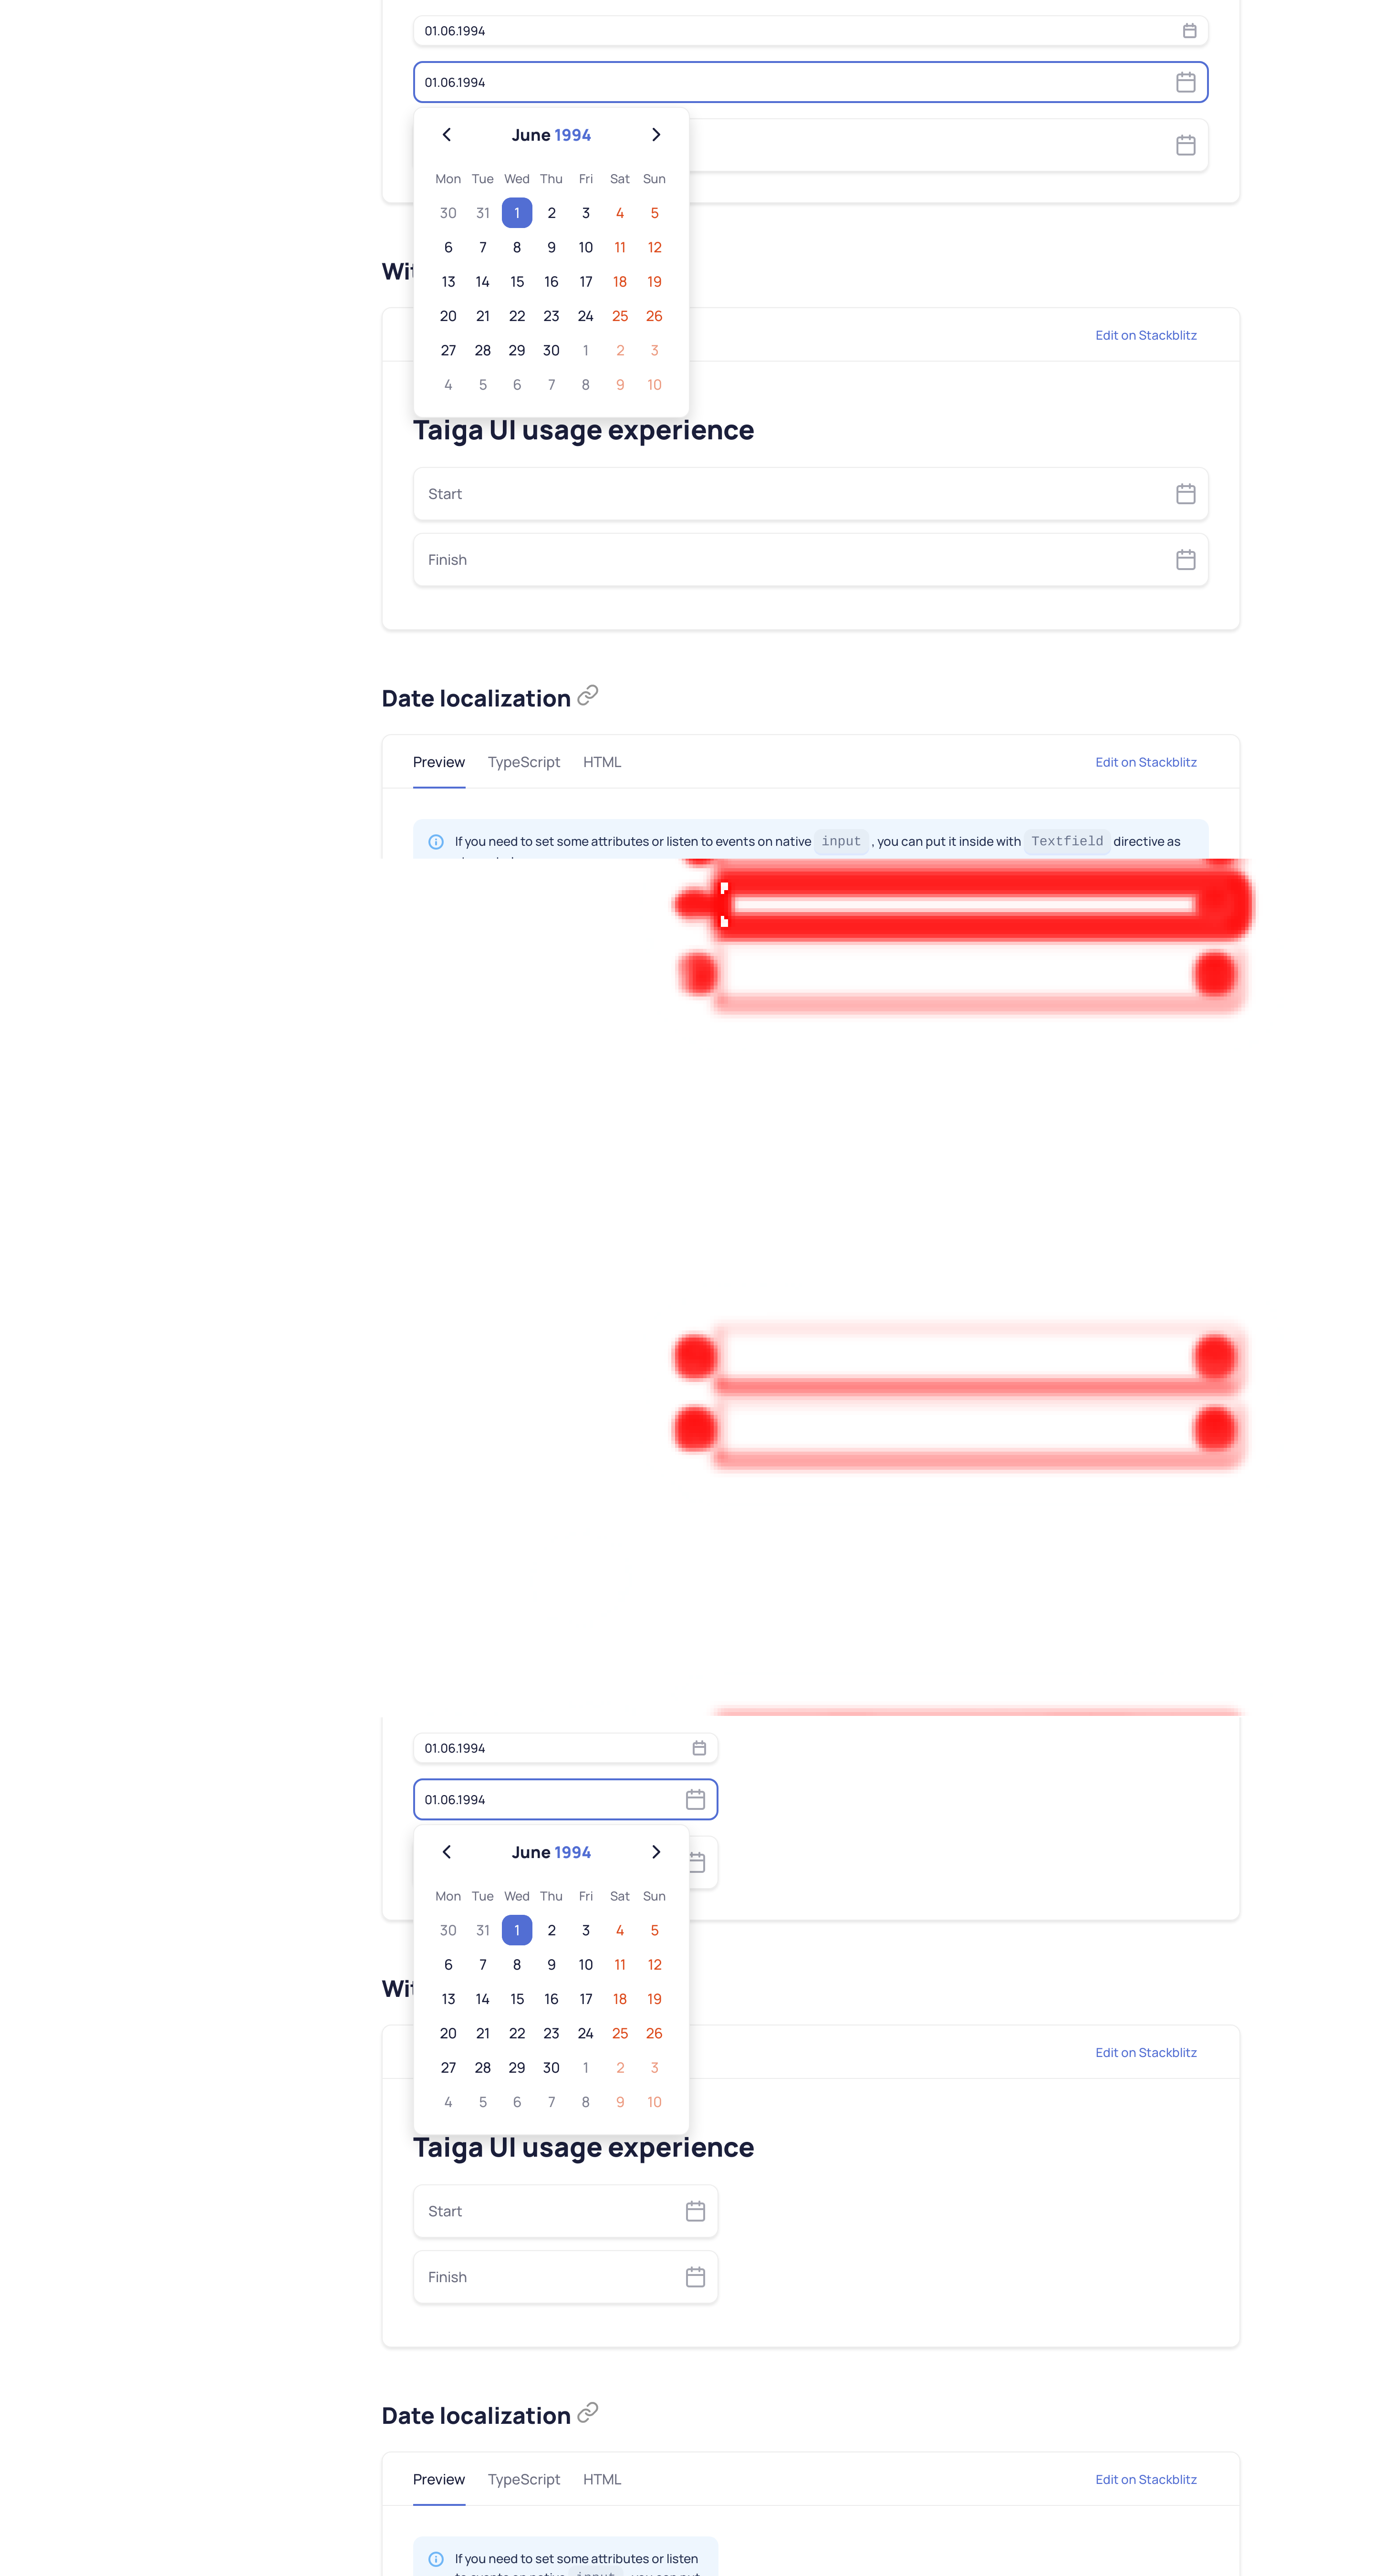 01.06.1994
01.06.1994
June 1994
Mon Tue Wed Thu Fri Sat Sun
30 31 1 2 3 4 5
6 7 8 9 10 11 12
13 14 15 16 17 18 19
20 21 22 23 24 25 26
27 28 29 30 1 2 3
4 5 6 7 8 9 10
Edit on Stackblitz
Taiga UI usage experience
Start
Finish
Date localization
Preview TypeScript HTML Edit on Stackblitz
If you need to set some attributes or listen to events on native input , you can put it inside with Textfield directive as
01.06.1994
01.06.1994
June 1994
Mon Tue Wed Thu Fri Sat Sun
30 31 1 2 3 4 5
6 7 8 9 10 11 12
13 14 15 16 17 18 19
20 21 22 23 24 25 26
27 28 29 30 1 2 3
4 5 6 7 8 9 10
Edit on Stackblitz
Taiga UI usage experience
Start
Finish
Date localization
Preview TypeScript HTML Edit on Stackblitz
If you need to set some attributes or listen